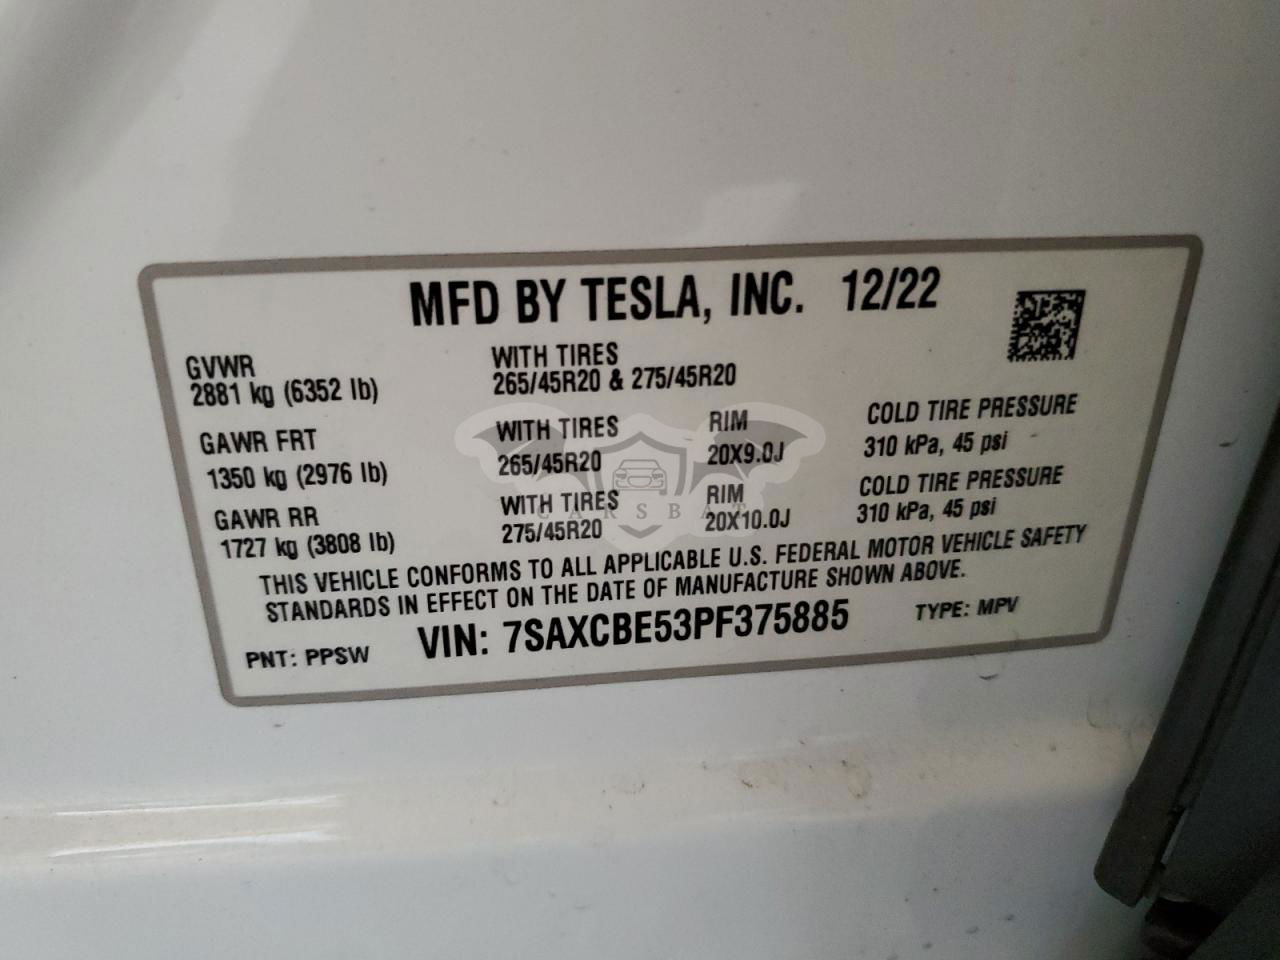 MFD BY TESLA, INC. 12/22
GVWR
2881 kg (6352 lb)
WITH TIRES
265/45R20 & 275/45R20
GAWR FRT
1350 kg (2976 lb)
WITH TIRES
265/45R20
RIM
20X9.0J
COLD TIRE PRESSURE
310 kPa, 45 psi
GAWR RR
1727 kg (3808 lb)
WITH TIRES
275/45R20
RIM
20X10.0J
COLD TIRE PRESSURE
310 kPa, 45 psi
CARSBAT
THIS VEHICLE CONFORMS TO ALL APPLICABLE U.S. FEDERAL MOTOR VEHICLE SAFETY
STANDARDS IN EFFECT ON THE DATE OF MANUFACTURE SHOWN ABOVE.
PNT: PPSW VIN: 7SAXCBE53PF375885 TYPE: MPV